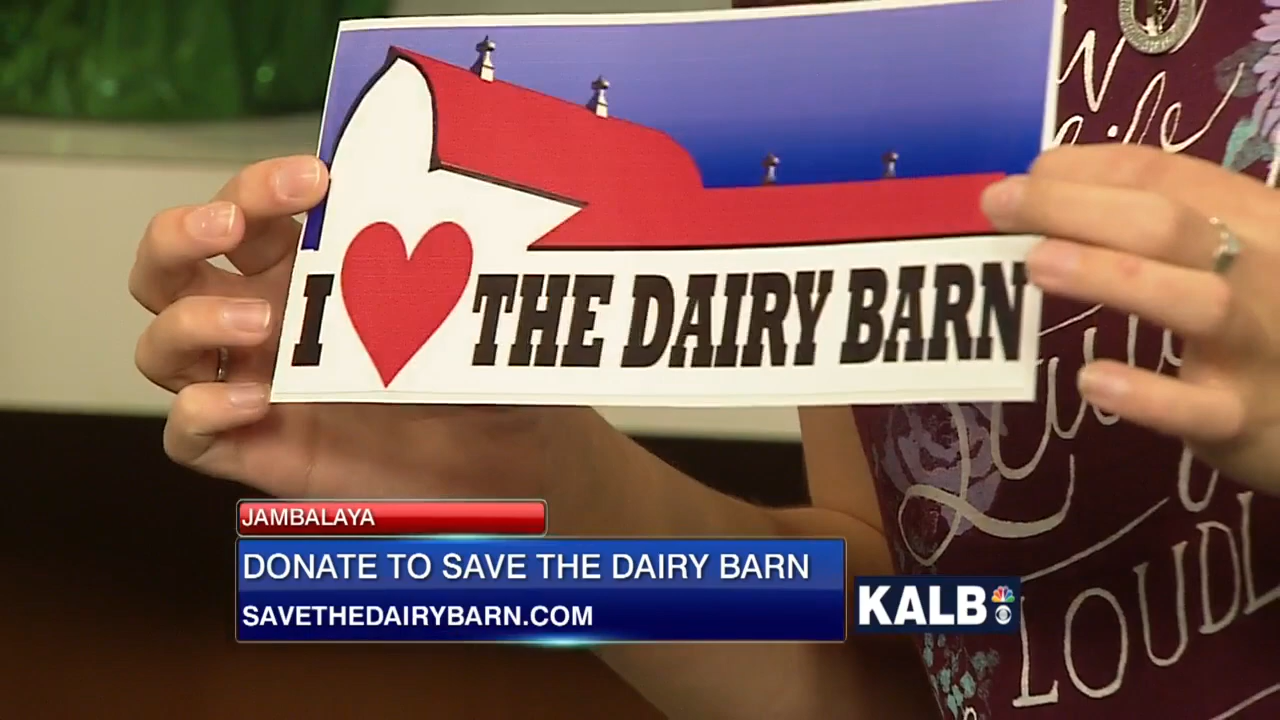 I THE DAIRY BARN
JAMBALAYA
DONATE TO SAVE THE DAIRY BARN
SAVETHEDAIRYBARN.COM
KALB
LOUDL